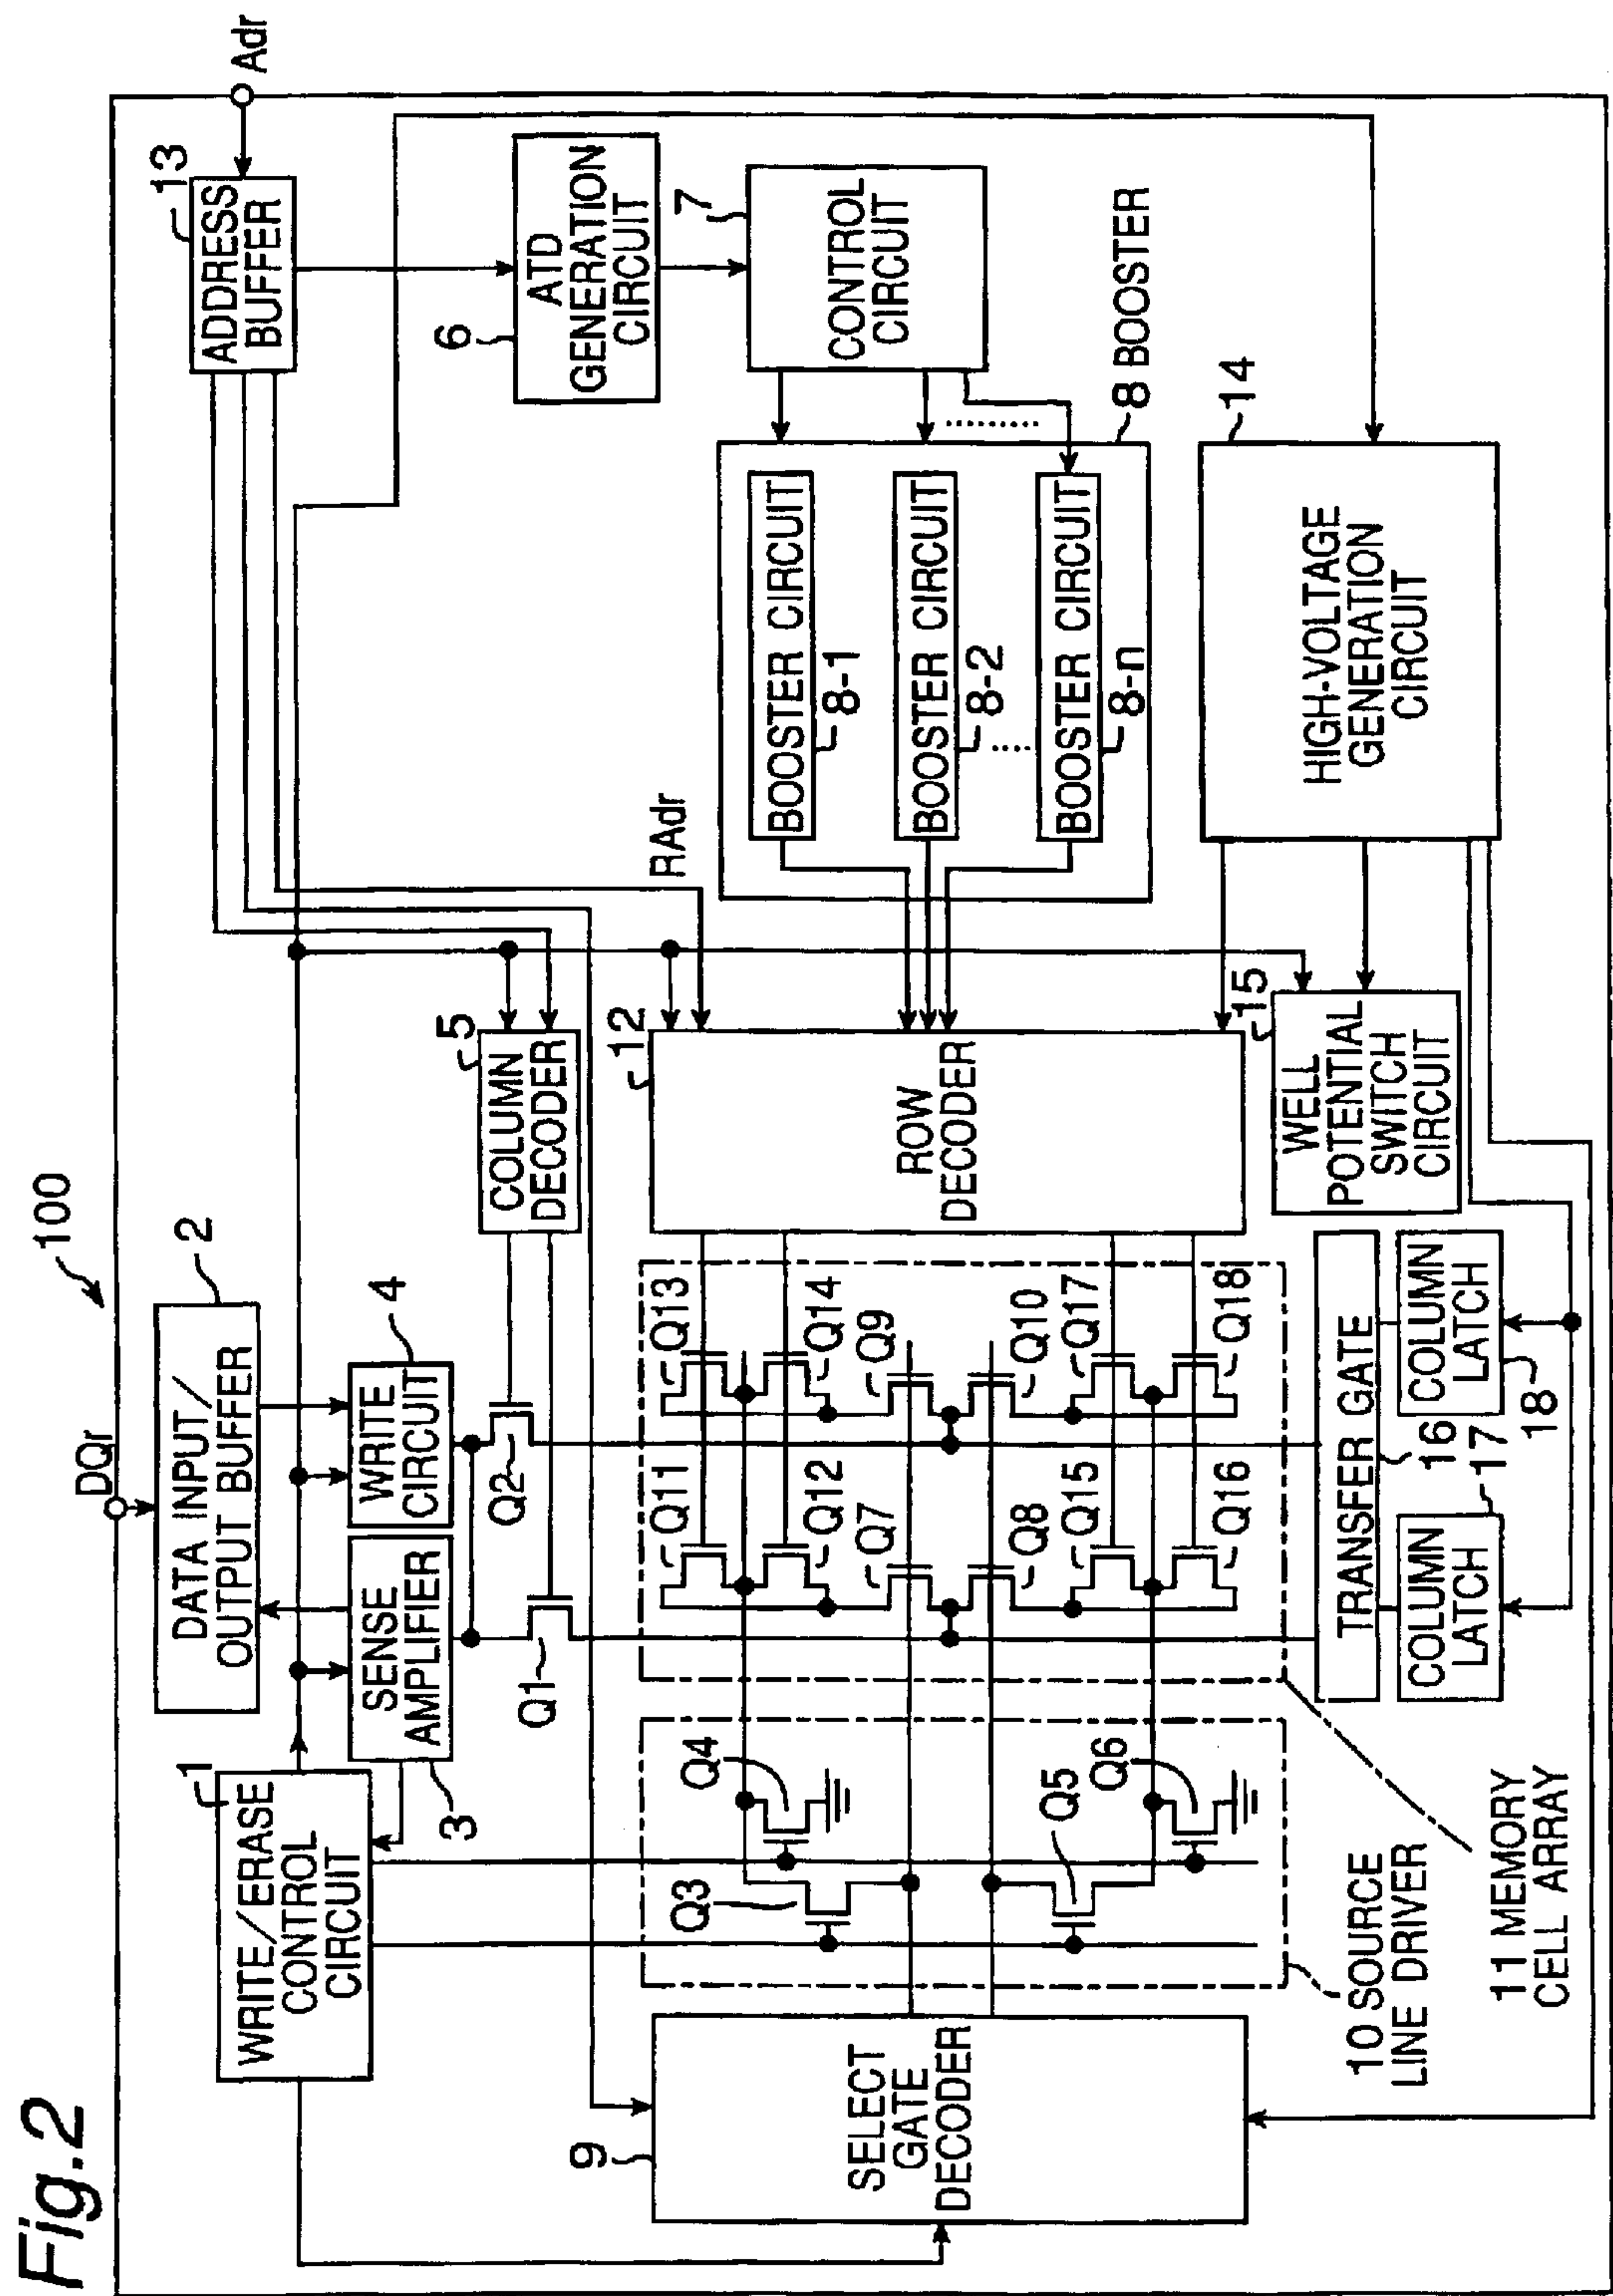 Fig.2
100
DQr
Adr
1
WRITE/ERASE
CONTROL
CIRCUIT
2
DATA INPUT/
OUTPUT BUFFER
13
ADDRESS
BUFFER
SENSE
AMPLIFIER
3
4
WRITE
CIRCUIT
Q1
Q2
5
COLUMN
DECODER
6
ATD
GENERATION
CIRCUIT
7
CONTROL
CIRCUIT
RAdr
9
SELECT
GATE
DECODER
Q3
Q4
Q5
Q6
10 SOURCE
LINE DRIVER
Q11
Q13
Q12
Q14
Q7
Q9
Q8
Q10
Q15
Q17
Q16
Q18
11 MEMORY
CELL ARRAY
12
ROW
DECODER
BOOSTER CIRCUIT
8-1
BOOSTER CIRCUIT
8-2
BOOSTER CIRCUIT
8-n
8 BOOSTER
TRANSFER GATE
16
COLUMN
LATCH
17
COLUMN
LATCH
18
15
WELL
POTENTIAL
SWITCH
CIRCUIT
14
HIGH-VOLTAGE
GENERATION
CIRCUIT